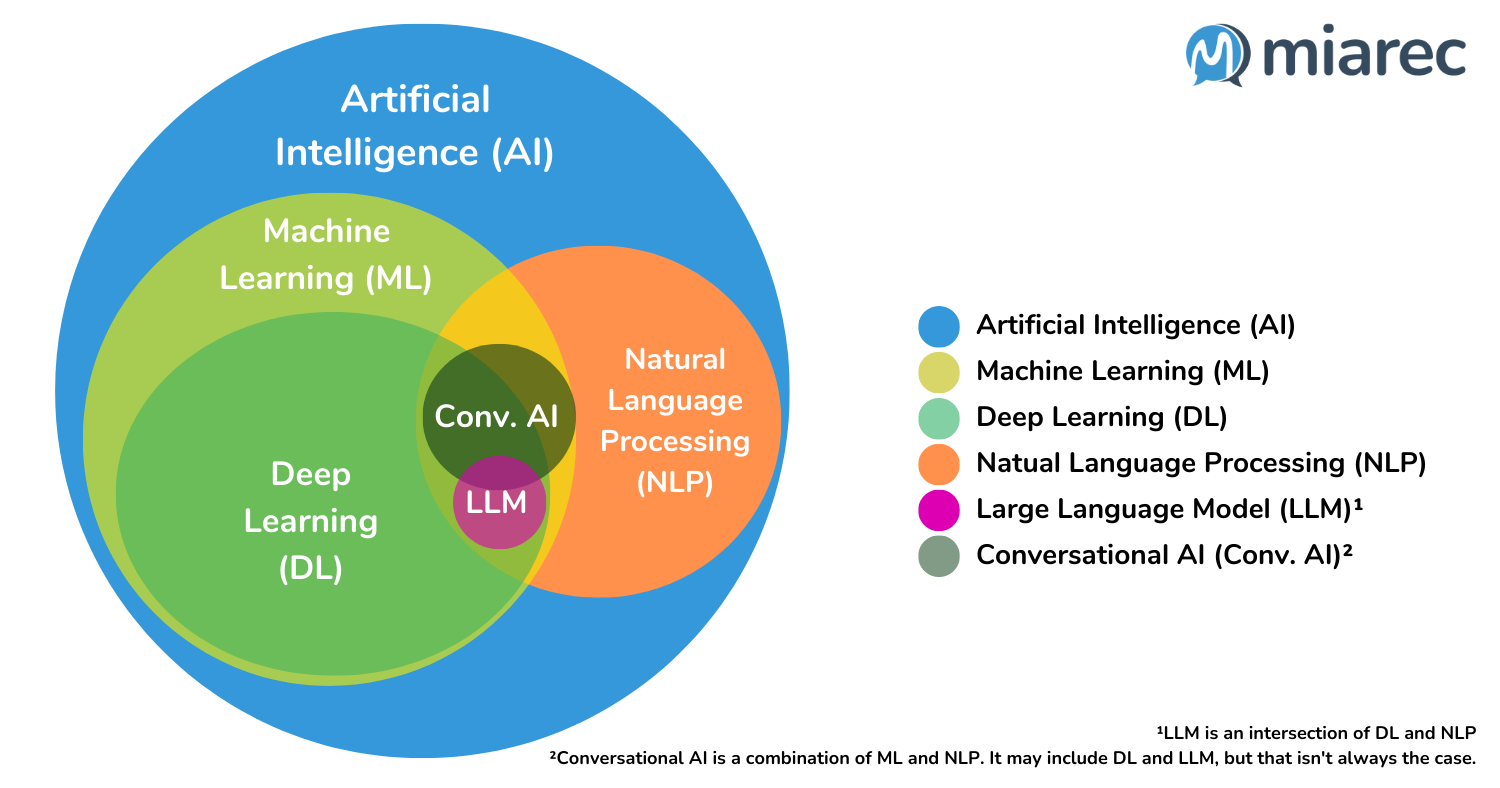 miarec
Artificial
Intelligence (AI)
Machine
Learning (ML)
Natural
Language
Processing
(NLP)
Conv. AI
Deep
Learning
(DL)
LLM
Artificial Intelligence (AI)
Machine Learning (ML)
Deep Learning (DL)
Natual Language Processing (NLP)
Large Language Model (LLM)¹
Conversational AI (Conv. AI)²
¹LLM is an intersection of DL and NLP
²Conversational AI is a combination of ML and NLP. It may include DL and LLM, but that isn't always the case.